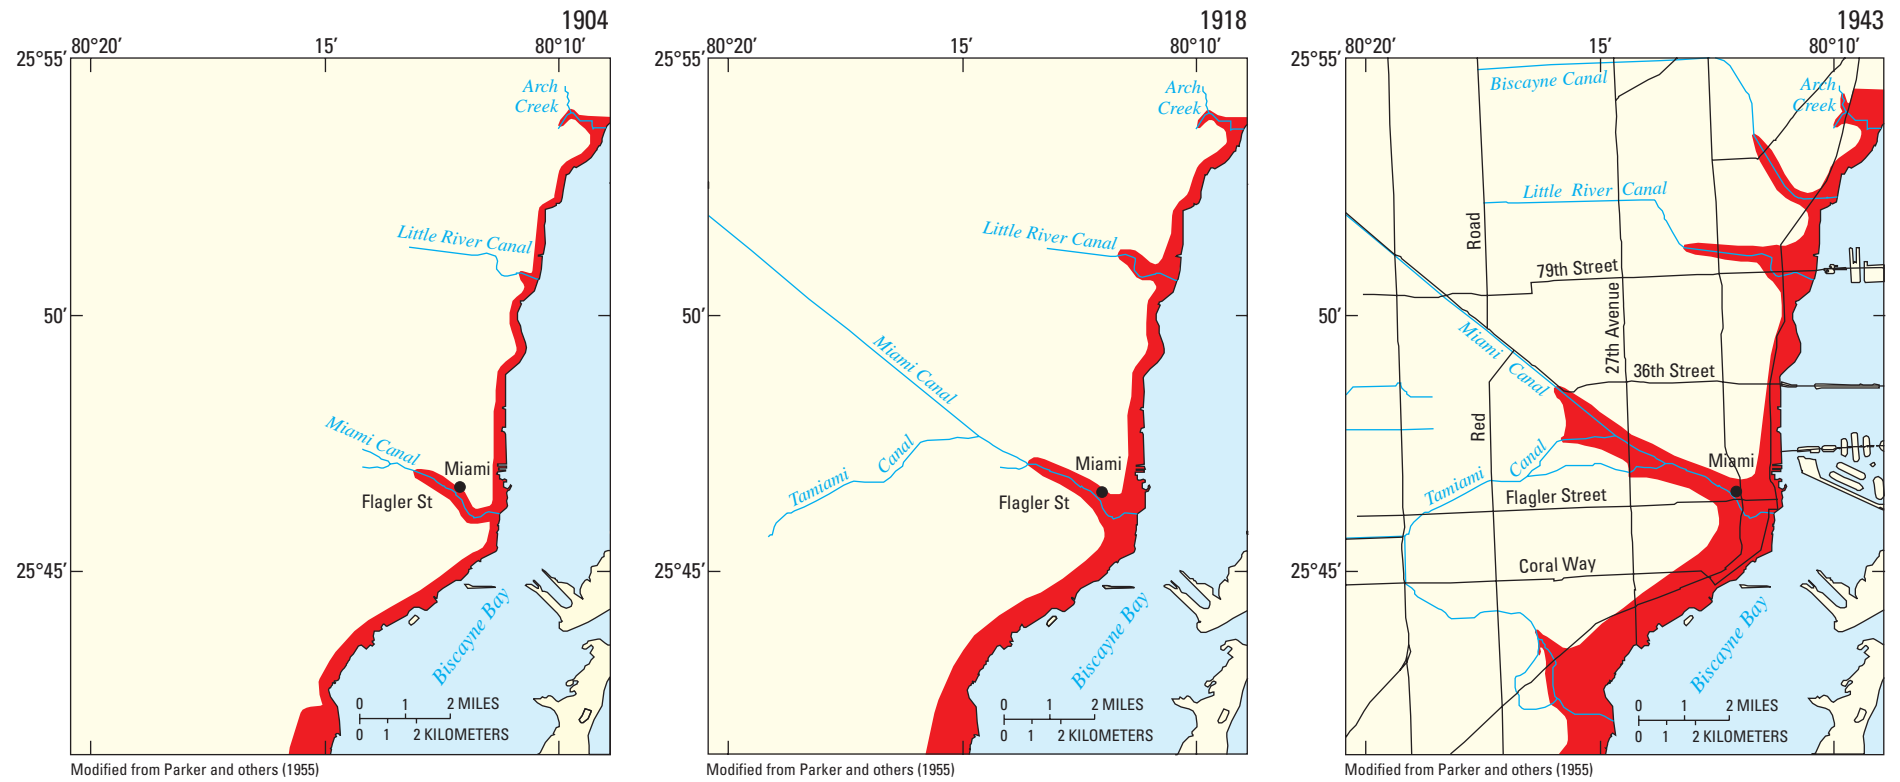 1904
80°20′
15′
80°10′
25°55′
Arch
Creek
Little River Canal
50′
Miami Canal
Miami
Flagler St
25°45′
Biscayne Bay
0 1 2 MILES
0 1 2 KILOMETERS
Modified from Parker and others (1955)
1918
80°20′
15′
80°10′
25°55′
Arch
Creek
Little River Canal
50′
Miami Canal
Tamiami Canal
Miami
Flagler St
25°45′
Biscayne Bay
0 1 2 MILES
0 1 2 KILOMETERS
Modified from Parker and others (1955)
1943
80°20′
15′
80°10′
25°55′
Biscayne Canal
Arch
Creek
Little River Canal
Red Road
79th Street
27th Avenue
50′
Miami Canal
36th Street
Tamiami Canal
Miami
Flagler Street
25°45′
Coral Way
Biscayne Bay
0 1 2 MILES
0 1 2 KILOMETERS
Modified from Parker and others (1955)